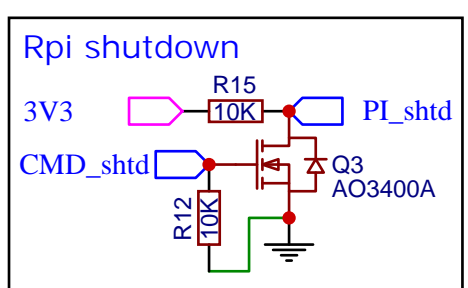 Rpi shutdown
R15
3V3
10K
PI_shtd
CMD_shtd
Q3
AO3400A
R12
10K